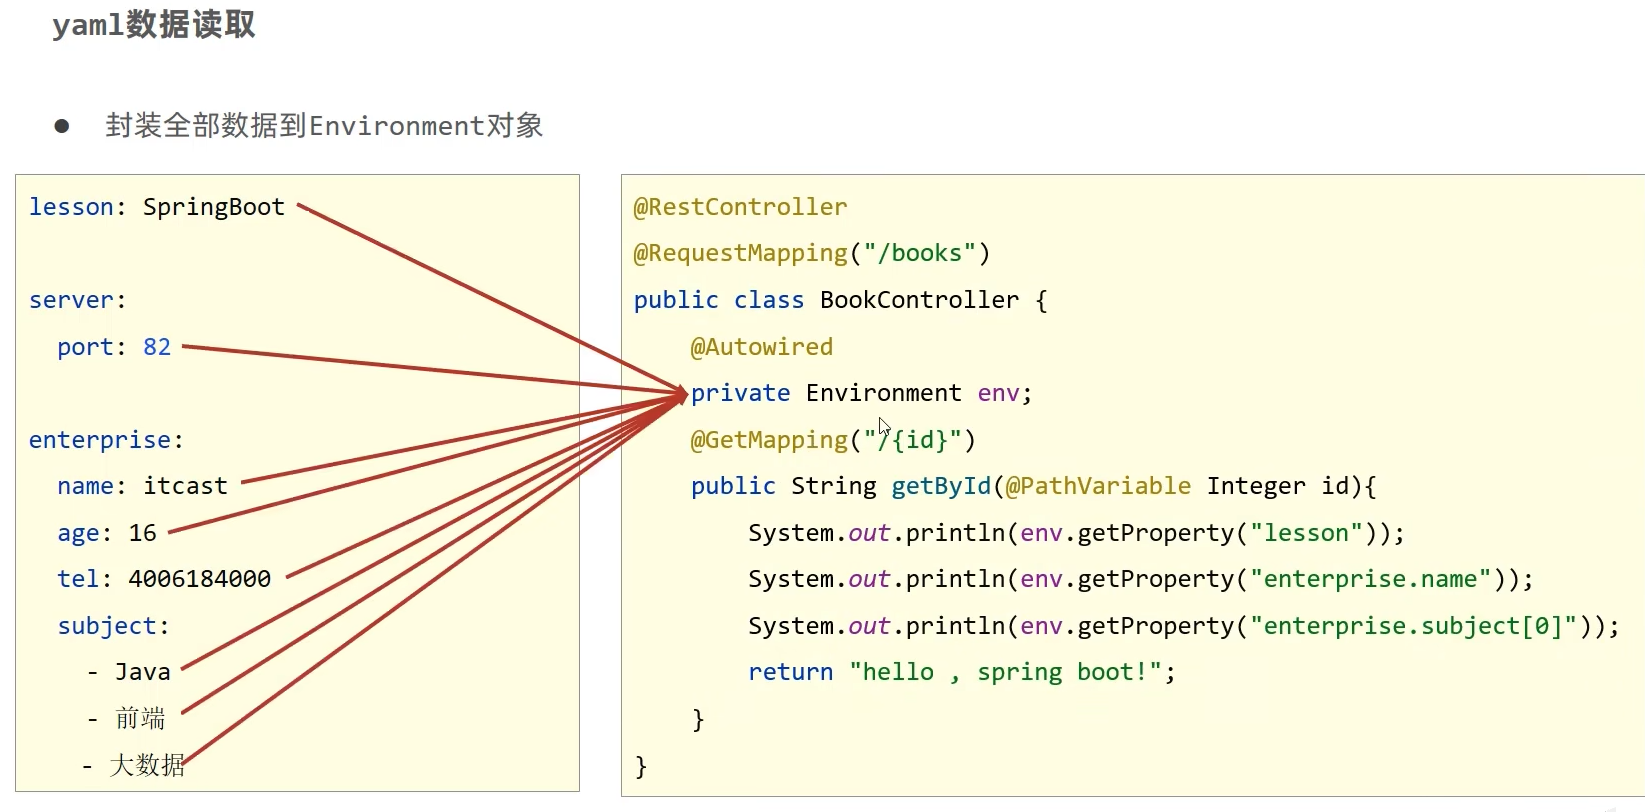 yaml数据读取
● 封装全部数据到Environment对象
lesson: SpringBoot
server:
  port: 82
enterprise:
  name: itcast
  age: 16
  tel: 4006184000
  subject:
    - Java
    - 前端
    - 大数据
@RestController
@RequestMapping("/books")
public class BookController {
    @Autowired
    private Environment env;
    @GetMapping("/{id}")
    public String getById(@PathVariable Integer id){
        System.out.println(env.getProperty("lesson"));
        System.out.println(env.getProperty("enterprise.name"));
        System.out.println(env.getProperty("enterprise.subject[0]"));
        return "hello , spring boot!";
    }
}